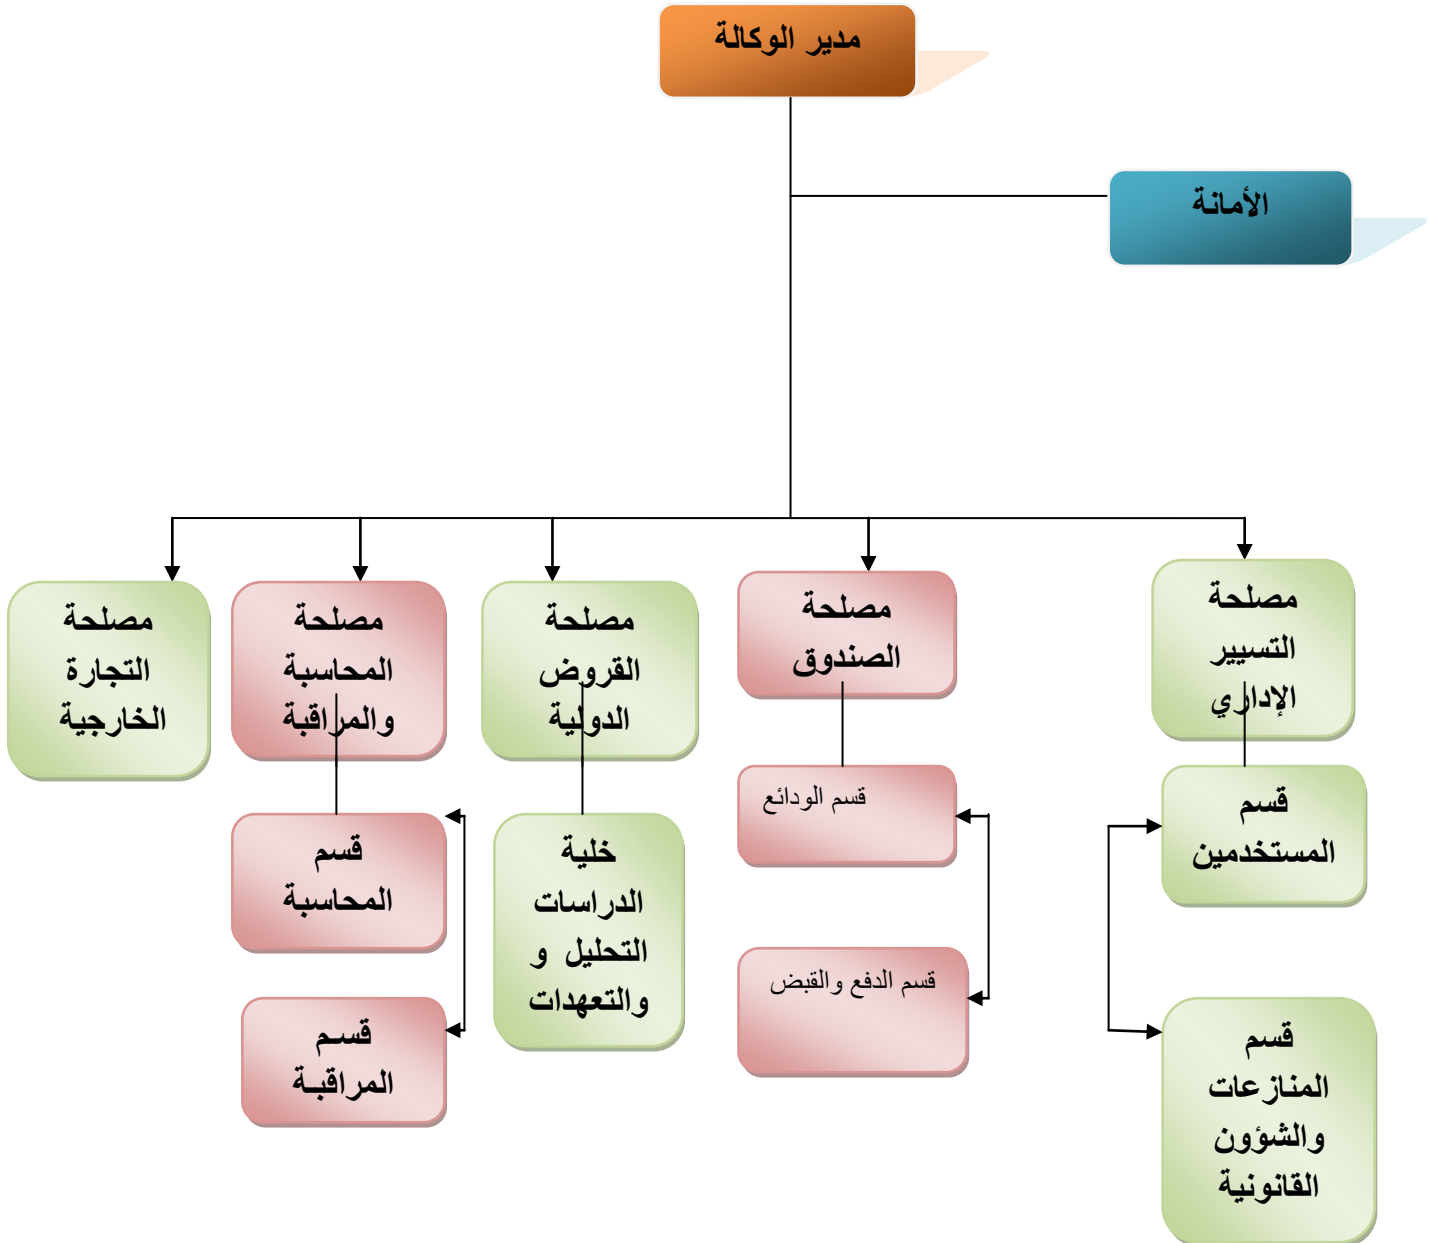 مدير الوكالة
الأمانة
مصلحة
التسيير
الإداري
مصلحة
الصندوق
مصلحة
القروض
الدولية
مصلحة
المحاسبة
والمراقبة
مصلحة
التجارة
الخارجية
قسم
المستخدمين
قسم الودائع
خلية
الدراسات
التحليل و
والتعهدات
قسم
المحاسبة
قسم الدفع والقبض
قسـم
المراقبـة
قسم
المنازعات
والشؤون
القانونية